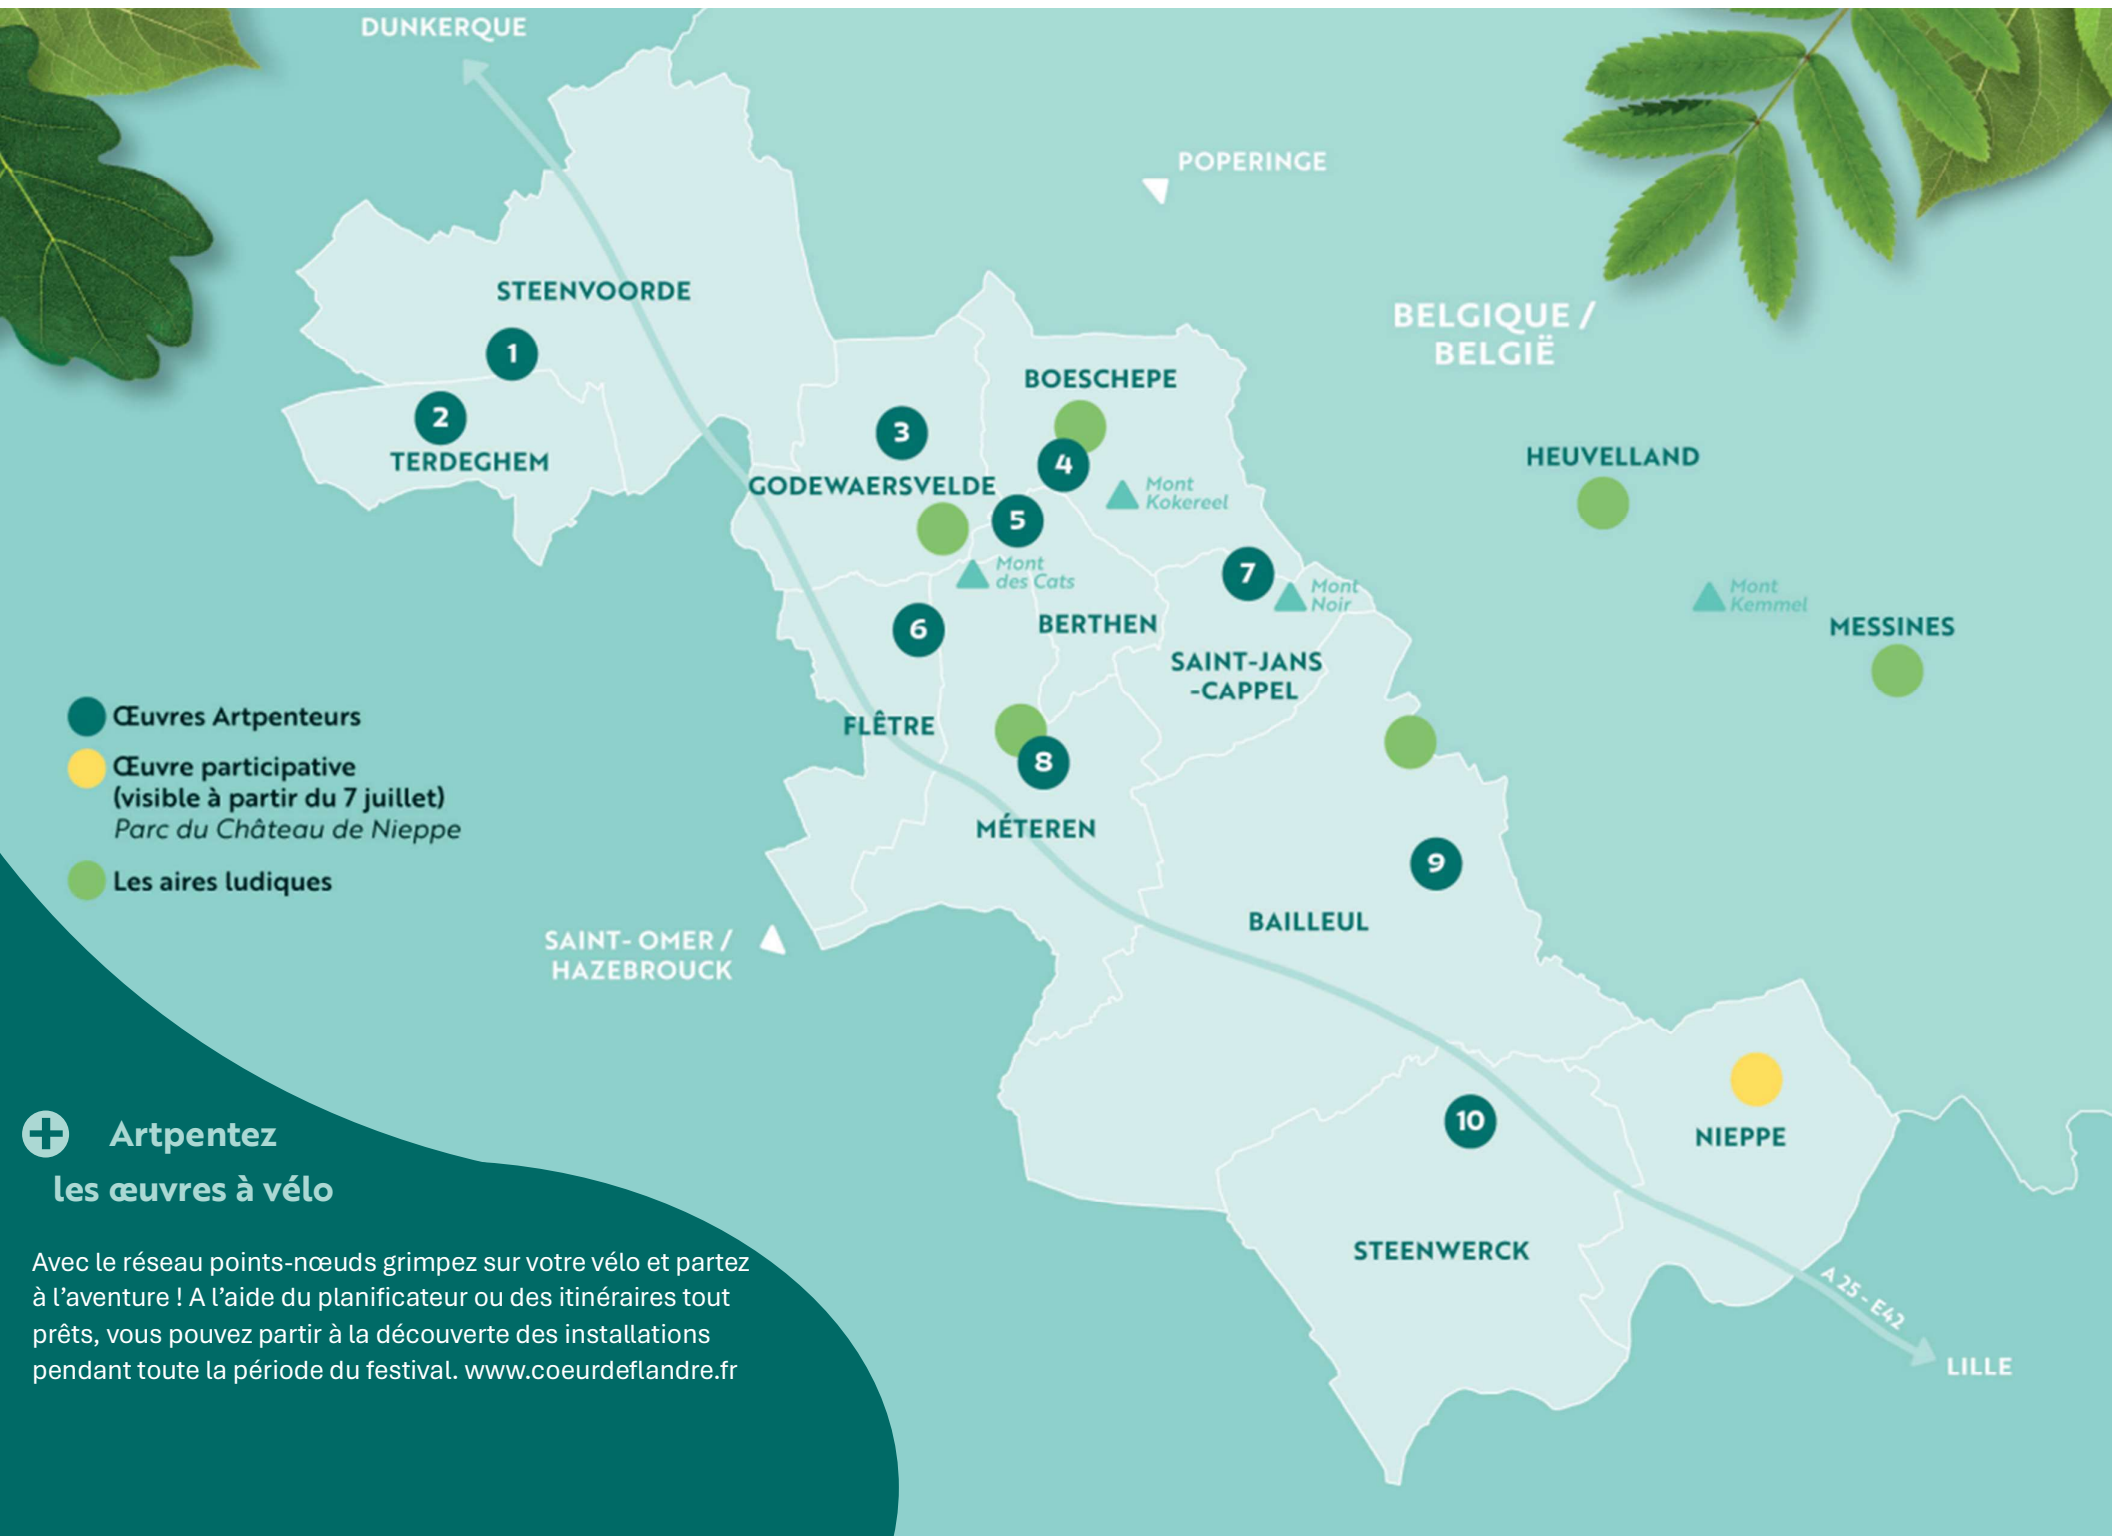 DUNKERQUE
POPERINGE
STEENVOORDE
BELGIQUE /
BELGIË
1
BOESCHEPE
2
3
TERDEGHEM
4
HEUVELLAND
GODEWAERSVELDE
Mont
Kokereel
5
Mont
des Cats
7
Mont
Noir
Mont
Kemmel
6
BERTHEN
MESSINES
SAINT-JANS
-CAPPEL
FLÊTRE
8
MÉTEREN
9
BAILLEUL
Œuvres Artpenteurs
Œuvre participative
(visible à partir du 7 juillet)
Parc du Château de Nieppe
Les aires ludiques
SAINT- OMER /
HAZEBROUCK
10
NIEPPE
STEENWERCK
A 25 - E42
LILLE
Artpentez
les œuvres à vélo
Avec le réseau points-nœuds grimpez sur votre vélo et partez
à l’aventure ! A l’aide du planificateur ou des itinéraires tout
prêts, vous pouvez partir à la découverte des installations
pendant toute la période du festival. www.coeurdeflandre.fr